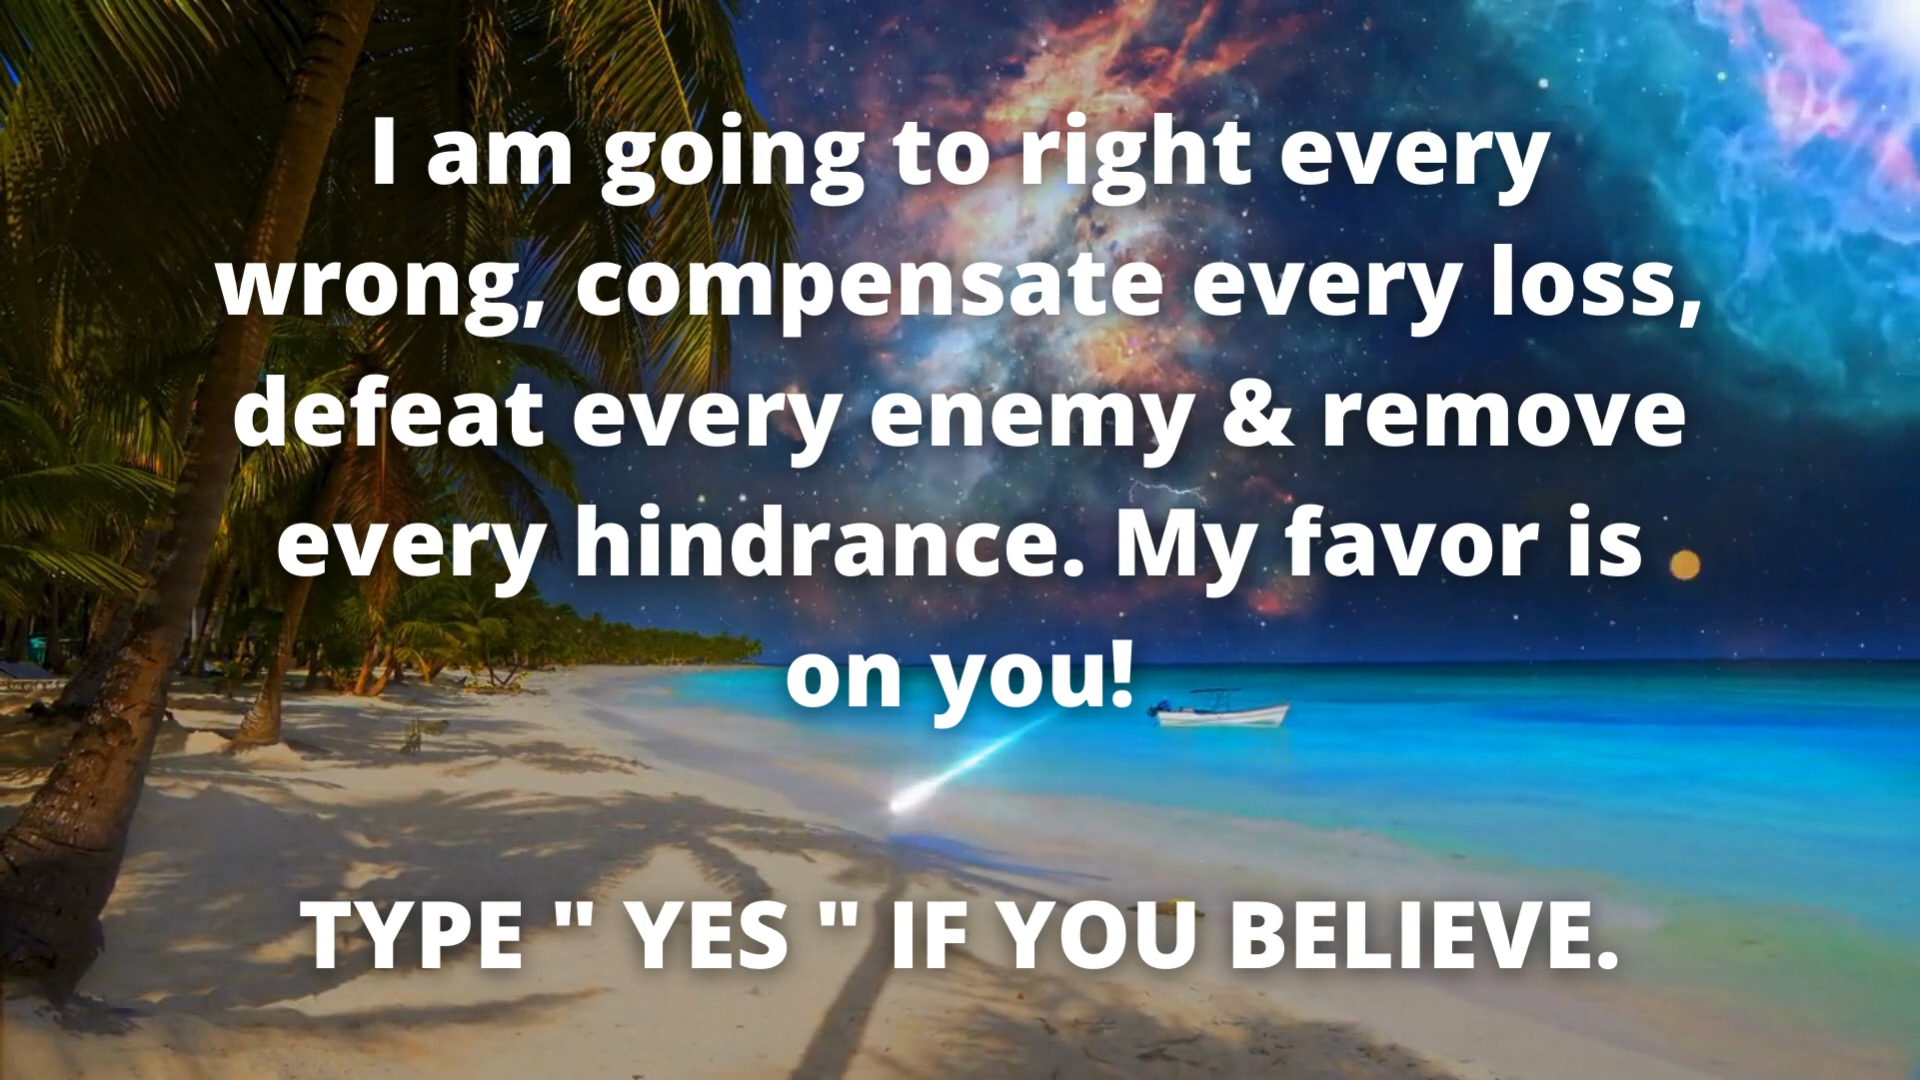 I am going to right every
wrong, compensate every loss,
defeat every enemy & remove
every hindrance. My favor is
on you!
TYPE " YES " IF YOU BELIEVE.